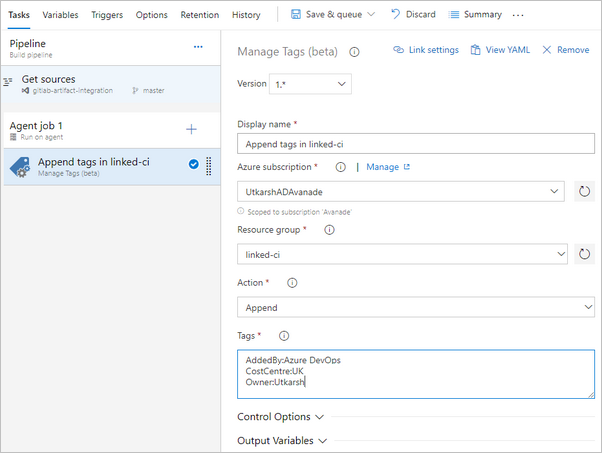 Tasks Variables Triggers Options Retention History Save & queue Discard Summary ...
Pipeline
Build pipeline
Get sources
gitlab-artifact-integration master
Agent job 1
Run on agent
Append tags in linked-ci
Manage Tags (beta)
Manage Tags (beta)
Link settings View YAML Remove
Version 1.*
Display name *
Append tags in linked-ci
Azure subscription * | Manage
UtkarshADAvanade
Scoped to subscription 'Avanade'
Resource group *
linked-ci
Action *
Append
Tags *
AddedBy:Azure DevOps
CostCentre:UK
Owner:Utkarsh
Control Options
Output Variables